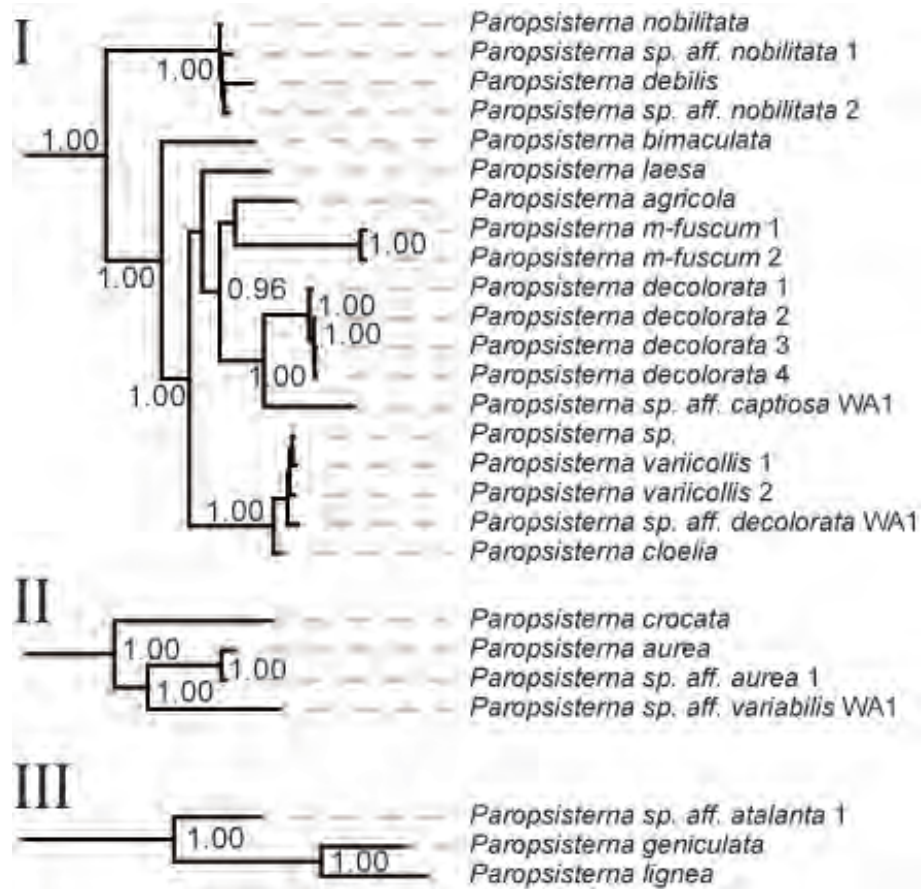 I
Paropsisterna nobilitata
Paropsisterna sp. aff. nobilitata 1
1.00
Paropsisterna debilis
Paropsisterna sp. aff. nobilitata 2
1.00
Paropsisterna bimaculata
Paropsisterna laesa
Paropsisterna agricola
Paropsisterna m-fuscum 1
1.00
Paropsisterna m-fuscum 2
1.00
0.96
Paropsisterna decolorata 1
1.00
Paropsisterna decolorata 2
1.00
Paropsisterna decolorata 3
1.00
Paropsisterna decolorata 4
1.00
Paropsisterna sp. aff. captiosa WA1
Paropsisterna sp.
Paropsisterna variicollis 1
Paropsisterna variicollis 2
1.00
Paropsisterna sp. aff. decolorata WA1
Paropsisterna cloelia
II
Paropsisterna crocata
1.00
Paropsisterna aurea
1.00
Paropsisterna sp. aff. aurea 1
1.00
Paropsisterna sp. aff. variabilis WA1
III
Paropsisterna sp. aff. atalanta 1
1.00
Paropsisterna geniculata
1.00
Paropsisterna lignea